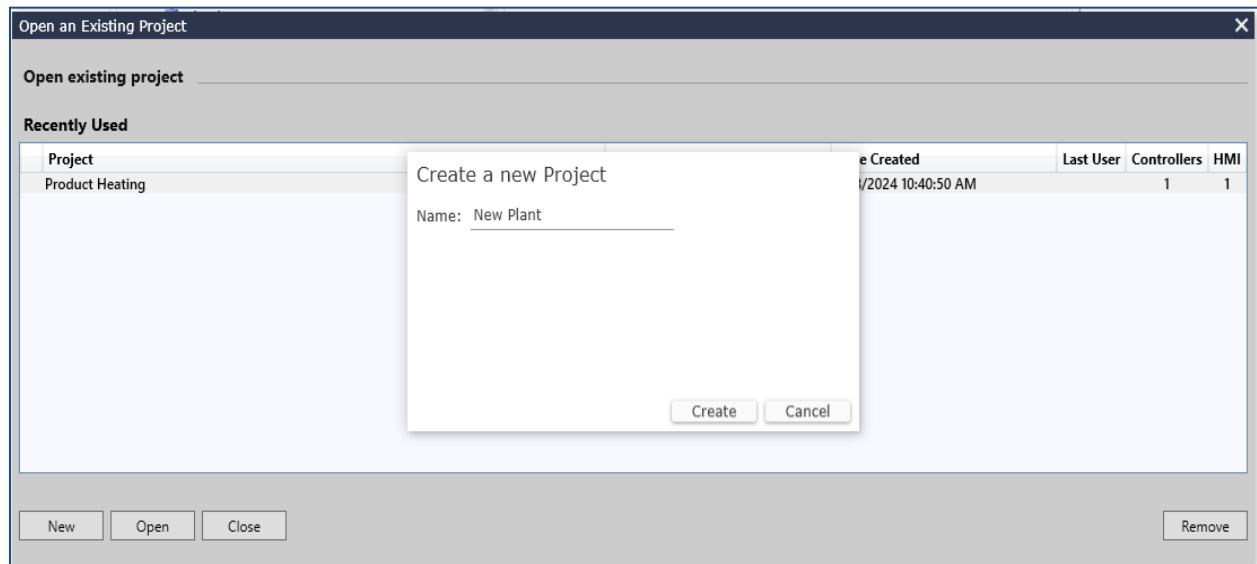 Open an Existing Project
Open existing project
Recently Used
Project e Created Last User Controllers HMI
Product Heating /2024 10:40:50 AM 1 1
Create a new Project
Name: New Plant
Create Cancel
New Open Close Remove